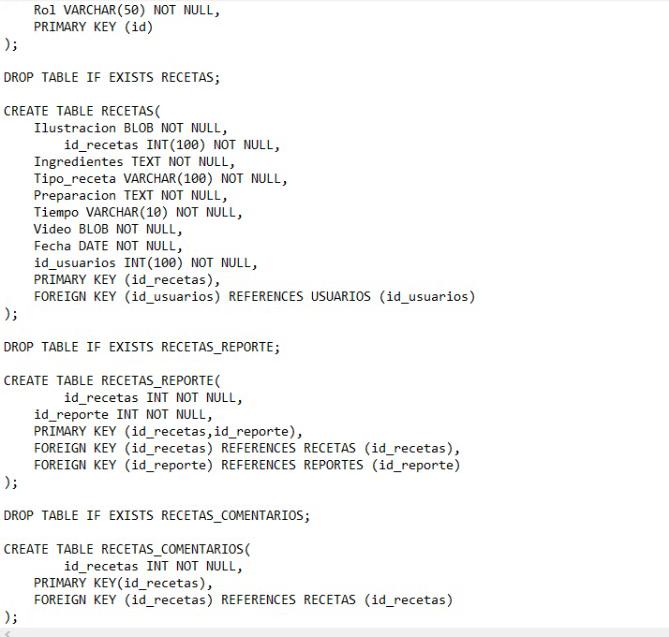 Rol VARCHAR(50) NOT NULL,
PRIMARY KEY (id)
);
DROP TABLE IF EXISTS RECETAS;
CREATE TABLE RECETAS(
Ilustracion BLOB NOT NULL,
id_recetas INT(100) NOT NULL,
Ingredientes TEXT NOT NULL,
Tipo_receta VARCHAR(100) NOT NULL,
Preparacion TEXT NOT NULL,
Tiempo VARCHAR(10) NOT NULL,
Video BLOB NOT NULL,
Fecha DATE NOT NULL,
id_usuarios INT(100) NOT NULL,
PRIMARY KEY (id_recetas),
FOREIGN KEY (id_usuarios) REFERENCES USUARIOS (id_usuarios)
);
DROP TABLE IF EXISTS RECETAS_REPORTE;
CREATE TABLE RECETAS_REPORTE(
id_recetas INT NOT NULL,
id_reporte INT NOT NULL,
PRIMARY KEY (id_recetas,id_reporte),
FOREIGN KEY (id_recetas) REFERENCES RECETAS (id_recetas),
FOREIGN KEY (id_reporte) REFERENCES REPORTES (id_reporte)
);
DROP TABLE IF EXISTS RECETAS_COMENTARIOS;
CREATE TABLE RECETAS_COMENTARIOS(
id_recetas INT NOT NULL,
PRIMARY KEY(id_recetas),
FOREIGN KEY (id_recetas) REFERENCES RECETAS (id_recetas)
);